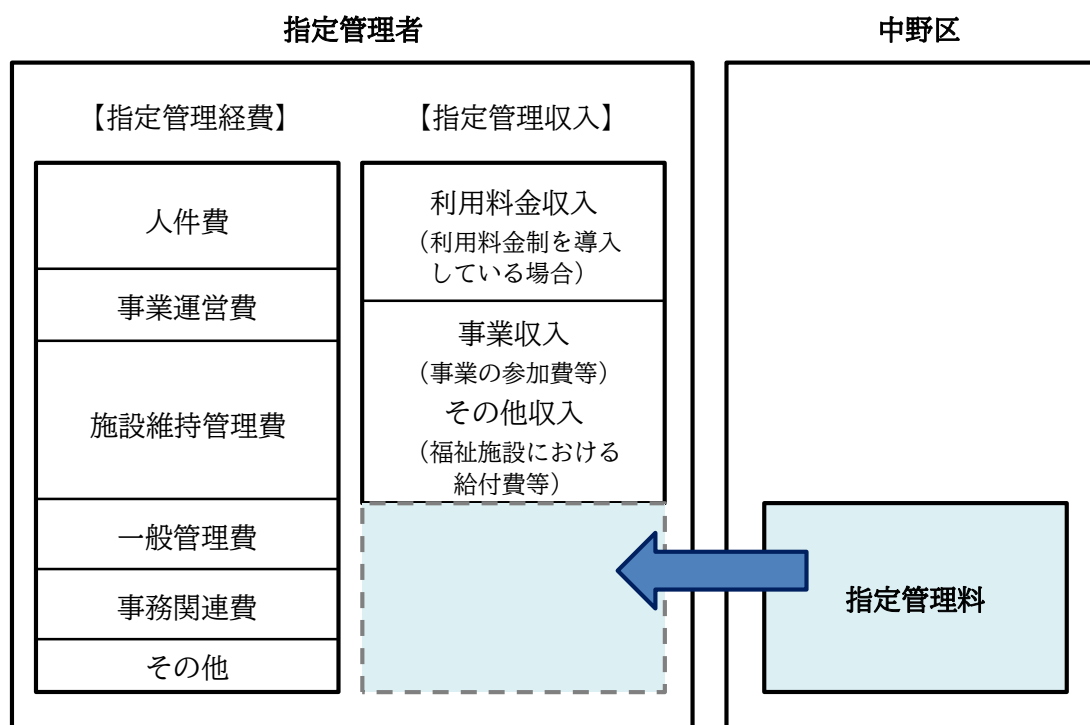 指定管理者
中野区
【指定管理経費】
【指定管理収入】
人件費
事業運営費
施設維持管理費
一般管理費
事務関連費
その他
利用料金収入
（利用料金制を導入
している場合）
事業収入
（事業の参加費等）
その他収入
（福祉施設における
給付費等）
指定管理料